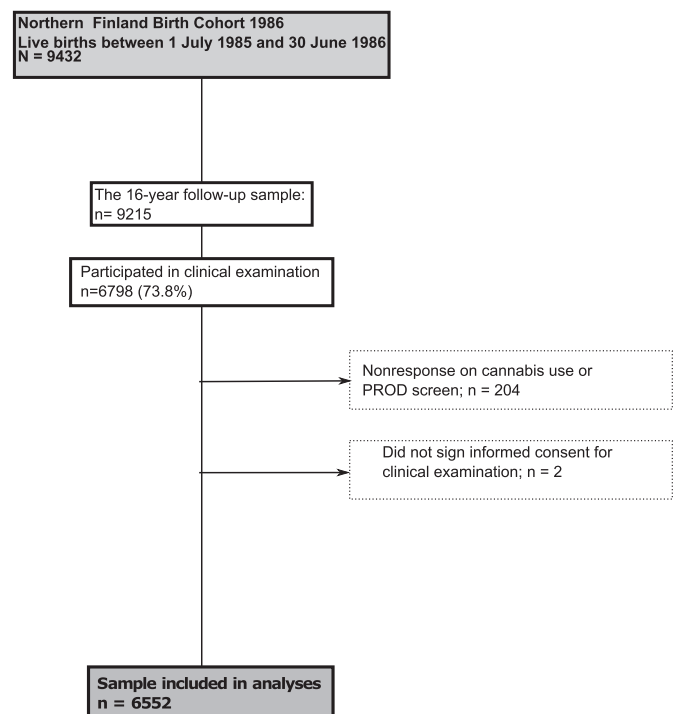 Northern Finland Birth Cohort 1986
Live births between 1 July 1985 and 30 June 1986
N = 9432
The 16-year follow-up sample:
n= 9215
Participated in clinical examination
n=6798 (73.8%)
Nonresponse on cannabis use or
PROD screen; n = 204
Did not sign informed consent for
clinical examination; n = 2
Sample included in analyses
n = 6552